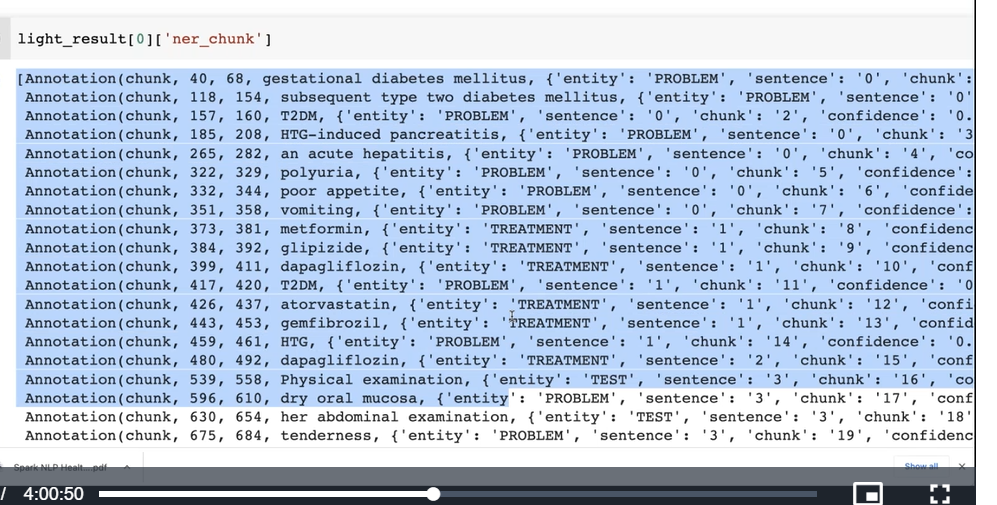 light_result[0]['ner_chunk']
[Annotation(chunk, 40, 68, gestational diabetes mellitus, {'entity': 'PROBLEM', 'sentence': '0', 'chunk':
Annotation(chunk, 118, 154, subsequent type two diabetes mellitus, {'entity': 'PROBLEM', 'sentence': '0'
Annotation(chunk, 157, 160, T2DM, {'entity': 'PROBLEM', 'sentence': '0', 'chunk': '2', 'confidence': '0.
Annotation(chunk, 185, 208, HTG-induced pancreatitis, {'entity': 'PROBLEM', 'sentence': '0', 'chunk': '3
Annotation(chunk, 265, 282, an acute hepatitis, {'entity': 'PROBLEM', 'sentence': '0', 'chunk': '4', 'co
Annotation(chunk, 322, 329, polyuria, {'entity': 'PROBLEM', 'sentence': '0', 'chunk': '5', 'confidence':
Annotation(chunk, 332, 344, poor appetite, {'entity': 'PROBLEM', 'sentence': '0', 'chunk': '6', 'confide
Annotation(chunk, 351, 358, vomiting, {'entity': 'PROBLEM', 'sentence': '0', 'chunk': '7', 'confidence':
Annotation(chunk, 373, 381, metformin, {'entity': 'TREATMENT', 'sentence': '1', 'chunk': '8', 'confidenc
Annotation(chunk, 384, 392, glipizide, {'entity': 'TREATMENT', 'sentence': '1', 'chunk': '9', 'confidenc
Annotation(chunk, 399, 411, dapagliflozin, {'entity': 'TREATMENT', 'sentence': '1', 'chunk': '10', 'conf
Annotation(chunk, 417, 420, T2DM, {'entity': 'PROBLEM', 'sentence': '1', 'chunk': '11', 'confidence': '0
Annotation(chunk, 426, 437, atorvastatin, {'entity': 'TREATMENT', 'sentence': '1', 'chunk': '12', 'confi
Annotation(chunk, 443, 453, gemfibrozil, {'entity': 'TREATMENT', 'sentence': '1', 'chunk': '13', 'confid
Annotation(chunk, 459, 461, HTG, {'entity': 'PROBLEM', 'sentence': '1', 'chunk': '14', 'confidence': '0.
Annotation(chunk, 480, 492, dapagliflozin, {'entity': 'TREATMENT', 'sentence': '2', 'chunk': '15', 'conf
Annotation(chunk, 539, 558, Physical examination, {'entity': 'TEST', 'sentence': '3', 'chunk': '16', 'co
Annotation(chunk, 596, 610, dry oral mucosa, {'entity': 'PROBLEM', 'sentence': '3', 'chunk': '17', 'conf
Annotation(chunk, 630, 654, her abdominal examination, {'entity': 'TEST', 'sentence': '3', 'chunk': '18'
Annotation(chunk, 675, 684, tenderness, {'entity': 'PROBLEM', 'sentence': '3', 'chunk': '19', 'confidenc
Spark NLP Healt....pdf
Show all
/ 4:00:50